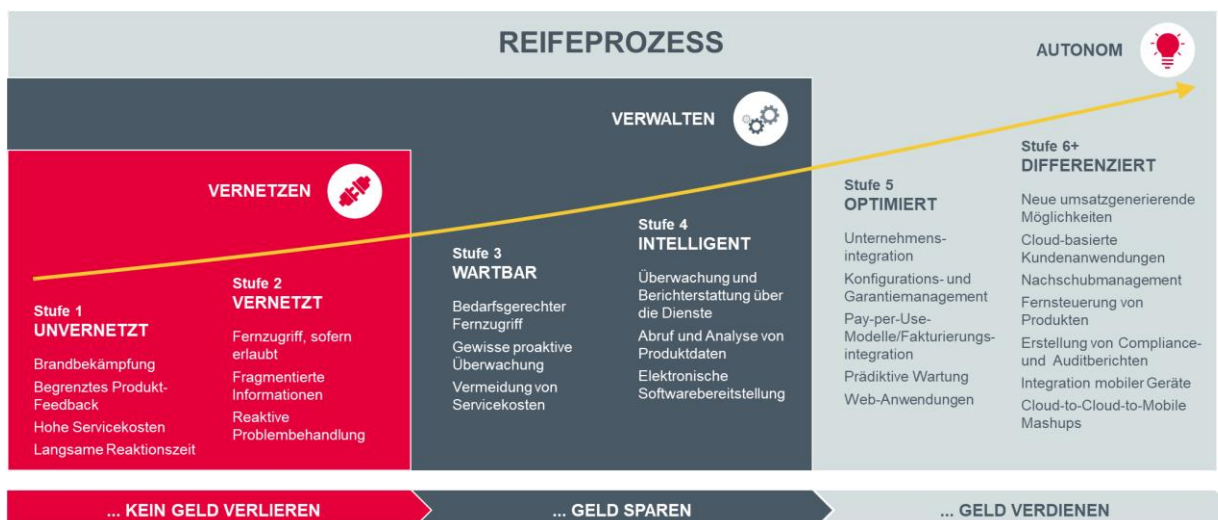 REIFEPROZESS
AUTONOM
VERWALTEN
VERNETZEN
Stufe 1
UNVERNETZT
Brandbekämpfung
Begrenztes Produkt-
Feedback
Hohe Servicekosten
Langsame Reaktionszeit
Stufe 2
VERNETZT
Fernzugriff, sofern
erlaubt
Fragmentierte
Informationen
Reaktive
Problembehandlung
Stufe 3
WARTBAR
Bedarfsgerechter
Fernzugriff
Gewisse proaktive
Überwachung
Vermeidung von
Servicekosten
Stufe 4
INTELLIGENT
Überwachung und
Berichterstattung über
die Dienste
Abruf und Analyse von
Produktdaten
Elektronische
Softwarebereitstellung
Stufe 5
OPTIMIERT
Unternehmens-
integration
Konfigurations- und
Garantiemanagement
Pay-per-Use-
Modelle/Fakturierungs-
integration
Prädiktive Wartung
Web-Anwendungen
Stufe 6+
DIFFERENZIERT
Neue umsatzgenerierende
Möglichkeiten
Cloud-basierte
Kundenanwendungen
Nachschubmanagement
Fernsteuerung von
Produkten
Erstellung von Compliance-
und Auditberichten
Integration mobiler Geräte
Cloud-to-Cloud-to-Mobile
Mashups
... KEIN GELD VERLIEREN
... GELD SPAREN
... GELD VERDIENEN